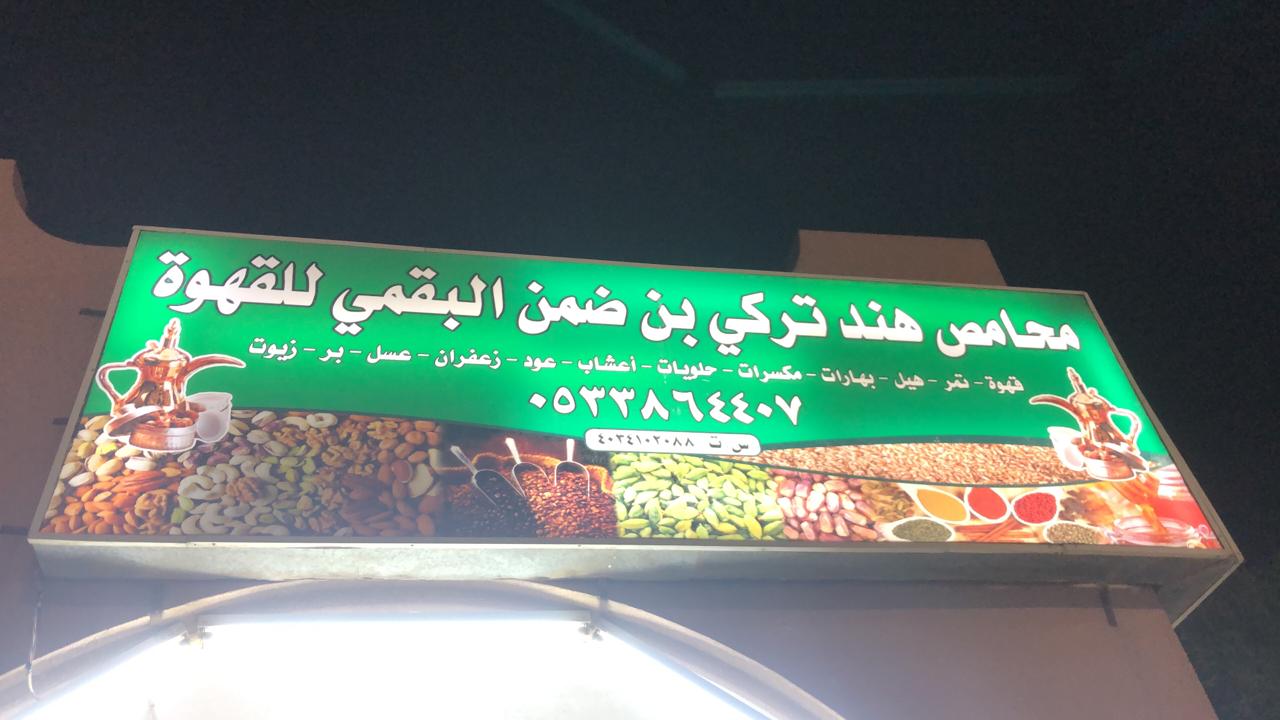 محامص هند تركي بن ضمن البقمي للقهوة
قهوة - تمر - هيل - بهارات - مكسرات - حلويات - أعشاب - عود - زعفران - عسل - بر - زيوت
٠٥٣٣٨٦٤٤٠٧
س ت ٤٠٣٤١٠٢٠٨٨